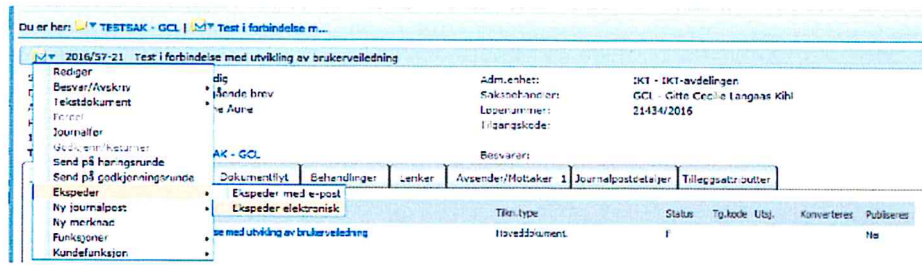 Du er her: TESTSAK - GCL | Test i forbindelse m...
2016/57-21 Test i forbindelse med utvikling av brukerveiledning
Rediger
Besvar/Avskriv
Tekstdokument
Fordel
Journalfør
Godkjenn/Returner
Send på høringsrunde
Send på godkjenningsrunde
Ekspeder
Ny journalpost
Ny merknad
Funksjoner
Kundefunksjon
Ekspeder med e-post
Ekspeder elektronisk
dig
gående brev
e Aune
AK - GCL
Adm.enhet: IKT - IKT-avdelingen
Saksbehandler: GCL - Gitte Cecilie Langaas Kihl
Løpenummer: 21434/2016
Tilgangskode:
Besvarer:
Dokumentflyt Behandlinger Lenker Avsender/Mottaker 1 Journalpostdetaljer Tilleggsattributter
Tilkn.type Status Tg.kode Utsj. Konverteres Publiseres
se med utvikling av brukerveiledning Hoveddokument F Nei